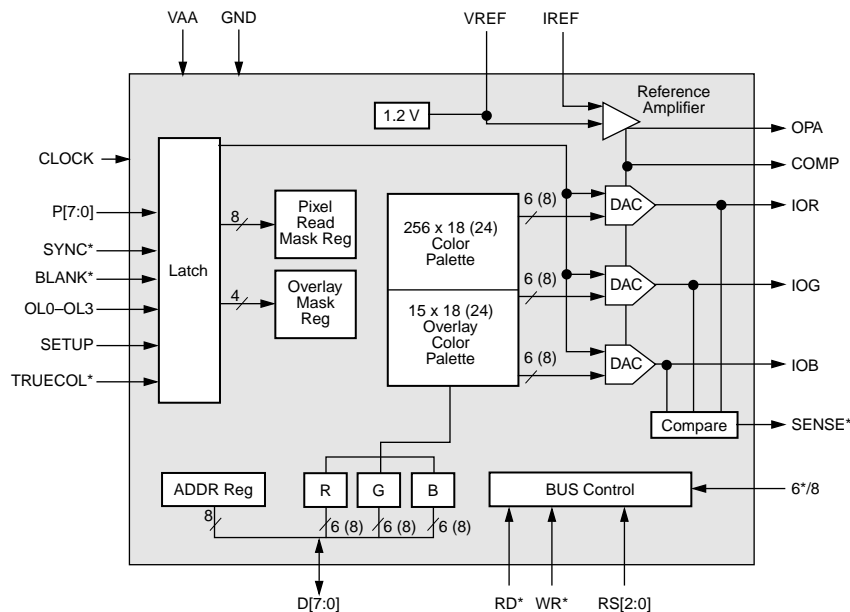 VAA GND VREF IREF
Reference
Amplifier
1.2 V
OPA
CLOCK
COMP
P[7:0]
SYNC*
BLANK*
OL0–OL3
SETUP
TRUECOL*
Latch
8
Pixel
Read
Mask Reg
4
Overlay
Mask
Reg
256 x 18 (24)
Color
Palette
15 x 18 (24)
Overlay
Color
Palette
6 (8)
DAC
IOR
6 (8)
DAC
IOG
6 (8)
DAC
IOB
Compare
SENSE*
ADDR Reg
R
G
B
8
6 (8)
6 (8)
6 (8)
BUS Control
6*/8
D[7:0]
RD* WR* RS[2:0]